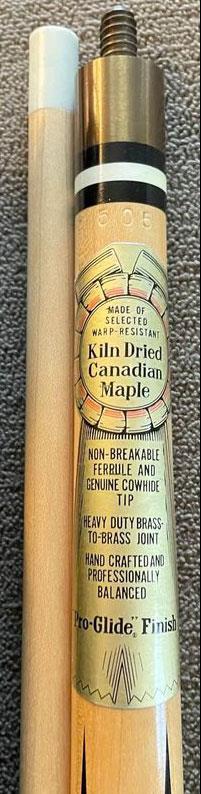 505
MADE OF
SELECTED
WARP-RESISTANT
Kiln Dried
Canadian
Maple
NON-BREAKABLE
FERRULE AND
GENUINE COWHIDE
TIP
HEAVY DUTY BRASS-
TO-BRASS JOINT
HAND CRAFTED AND
PROFESSIONALLY
BALANCED
"Pro-Glide" Finish